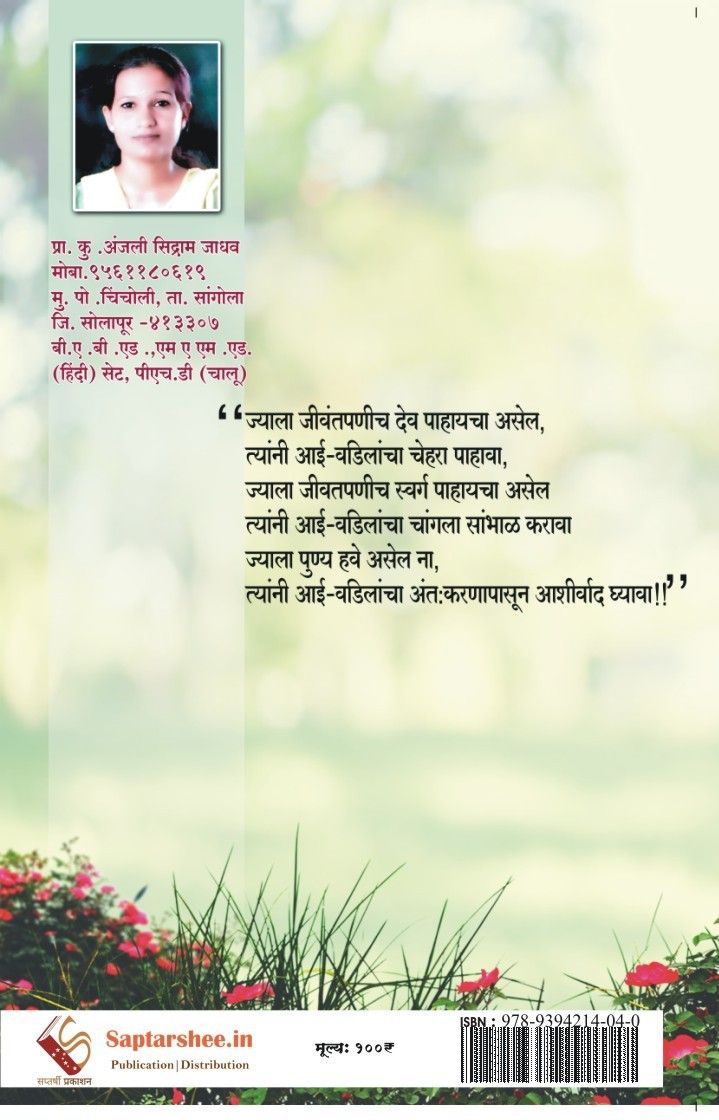 प्रा. कु .अंजली सिद्राम जाधव
मोबा.९५६११८०६१९
मु. पो .चिंचोली, ता. सांगोला
जि. सोलापूर -४१३३०७
बी.ए .बी .एड .,एम ए एम .एड.
(हिंदी) सेट, पीएच.डी (चालू)
“ज्याला जीवंतपणीच देव पाहायचा असेल,
त्यांनी आई-वडिलांचा चेहरा पाहावा,
ज्याला जीवतपणीच स्वर्ग पाहायचा असेल
त्यांनी आई-वडिलांचा चांगला सांभाळ करावा
ज्याला पुण्य हवे असेल ना,
त्यांनी आई-वडिलांचा अंत:करणापासून आशीर्वाद घ्यावा!!”
सप्तर्षी प्रकाशन
Saptarshee.in
Publication|Distribution
मूल्य: १००₹
ISBN : 978-9394214-04-0